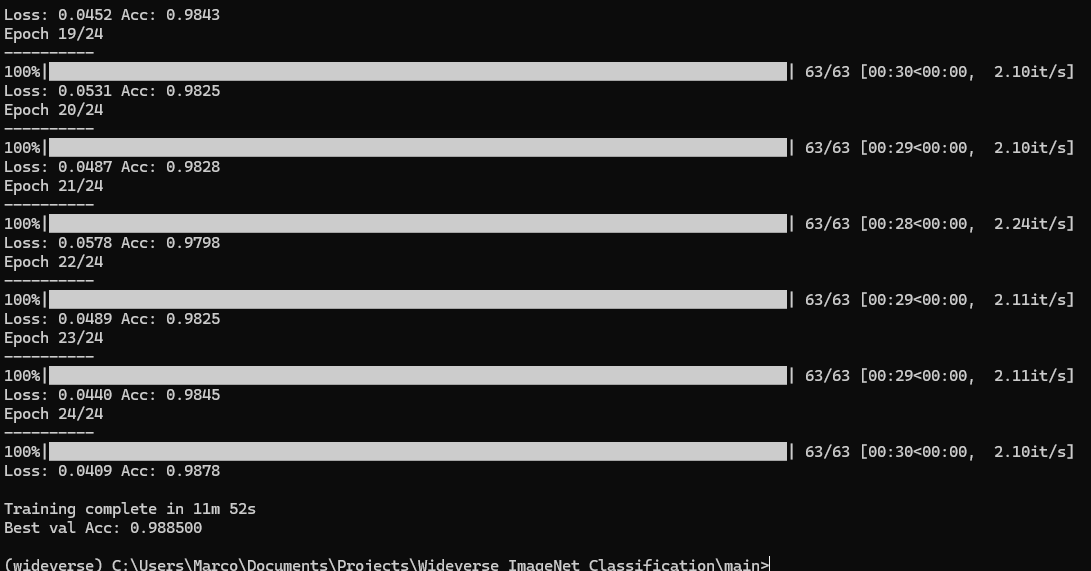 Loss: 0.0452 Acc: 0.9843
Epoch 19/24
----------
100%|██████████| 63/63 [00:30<00:00,  2.10it/s]
Loss: 0.0531 Acc: 0.9825
Epoch 20/24
----------
100%|██████████| 63/63 [00:29<00:00,  2.10it/s]
Loss: 0.0487 Acc: 0.9828
Epoch 21/24
----------
100%|██████████| 63/63 [00:28<00:00,  2.24it/s]
Loss: 0.0578 Acc: 0.9798
Epoch 22/24
----------
100%|██████████| 63/63 [00:29<00:00,  2.11it/s]
Loss: 0.0489 Acc: 0.9825
Epoch 23/24
----------
100%|██████████| 63/63 [00:29<00:00,  2.11it/s]
Loss: 0.0440 Acc: 0.9845
Epoch 24/24
----------
100%|██████████| 63/63 [00:30<00:00,  2.10it/s]
Loss: 0.0409 Acc: 0.9878
Training complete in 11m 52s
Best val Acc: 0.988500
(wideverse) C:\Users\Marco\Documents\Projects\Wideverse ImageNet Classification\main>